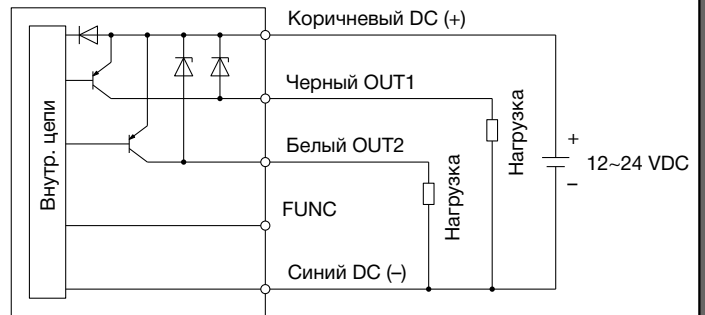 Коричневый DC (+)
Черный OUT1
Белый OUT2
FUNC
Синий DC (–)
Внутр. цепи
Нагрузка
Нагрузка
+
–
12~24 VDC